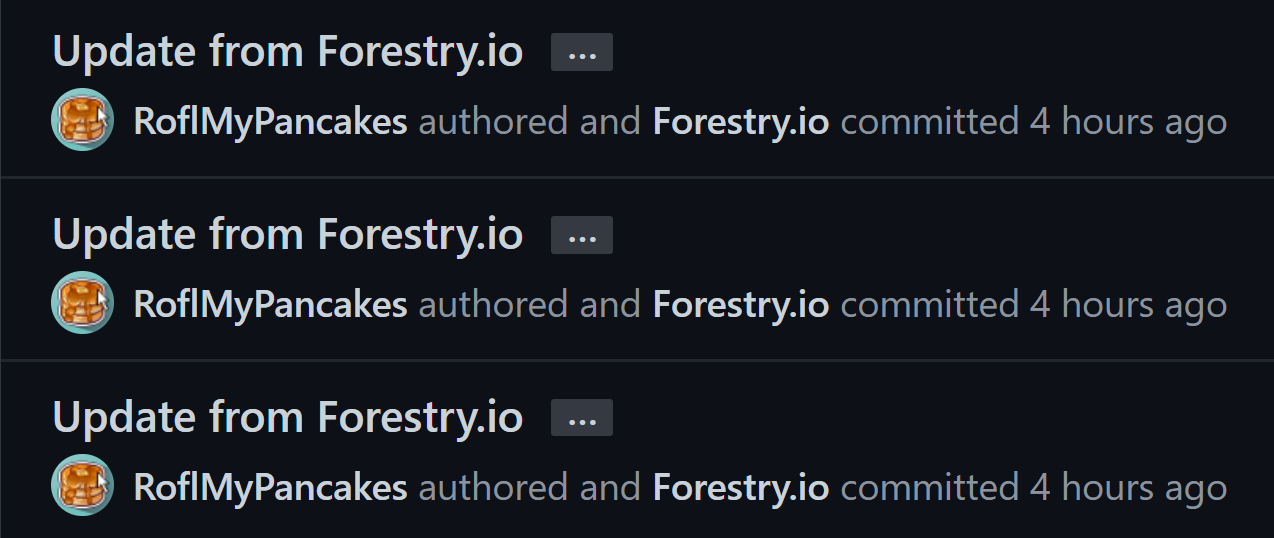 Update from Forestry.io ...
RoflMyPancakes authored and Forestry.io committed 4 hours ago
Update from Forestry.io ...
RoflMyPancakes authored and Forestry.io committed 4 hours ago
Update from Forestry.io ...
RoflMyPancakes authored and Forestry.io committed 4 hours ago